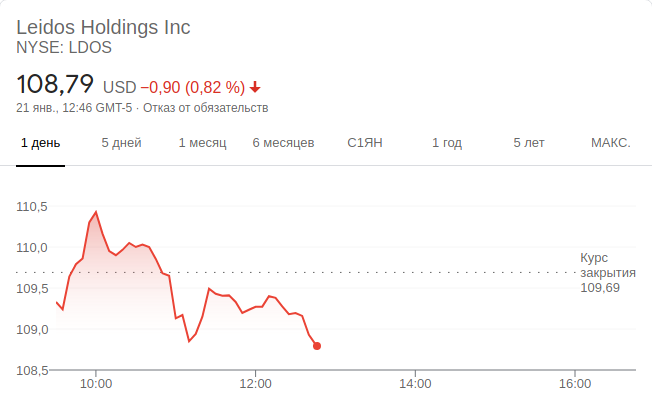 Leidos Holdings Inc
NYSE: LDOS
108,79 USD −0,90 (0,82 %)
21 янв., 12:46 GMT-5 · Отказ от обязательств
1 день 5 дней 1 месяц 6 месяцев С1ЯН 1 год 5 лет МАКС.
110,5
110,0
Курс
закрытия
109,69
109,5
109,0
108,5
10:00 12:00 14:00 16:00